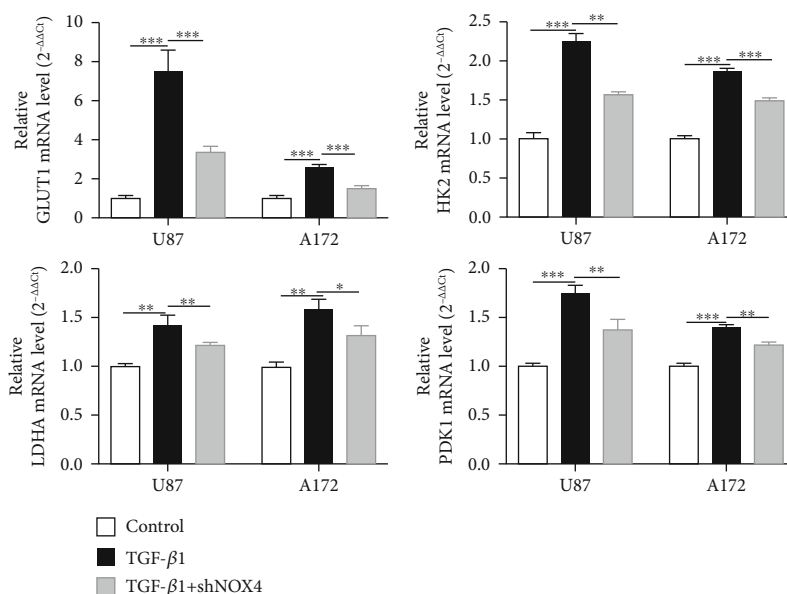 Relative
GLUT1 mRNA level (2⁻ΔΔCt)
10
8
6
4
2
0
*** ***
*** ***
U87 A172
Relative
HK2 mRNA level (2⁻ΔΔCt)
2.5
2.0
1.5
1.0
0.5
0.0
*** **
*** ***
U87 A172
Relative
LDHA mRNA level (2⁻ΔΔCt)
2.0
1.5
1.0
0.5
0.0
** **
** *
U87 A172
Relative
PDK1 mRNA level (2⁻ΔΔCt)
2.0
1.5
1.0
0.5
0.0
*** **
*** **
U87 A172
Control
TGF-β1
TGF-β1+shNOX4